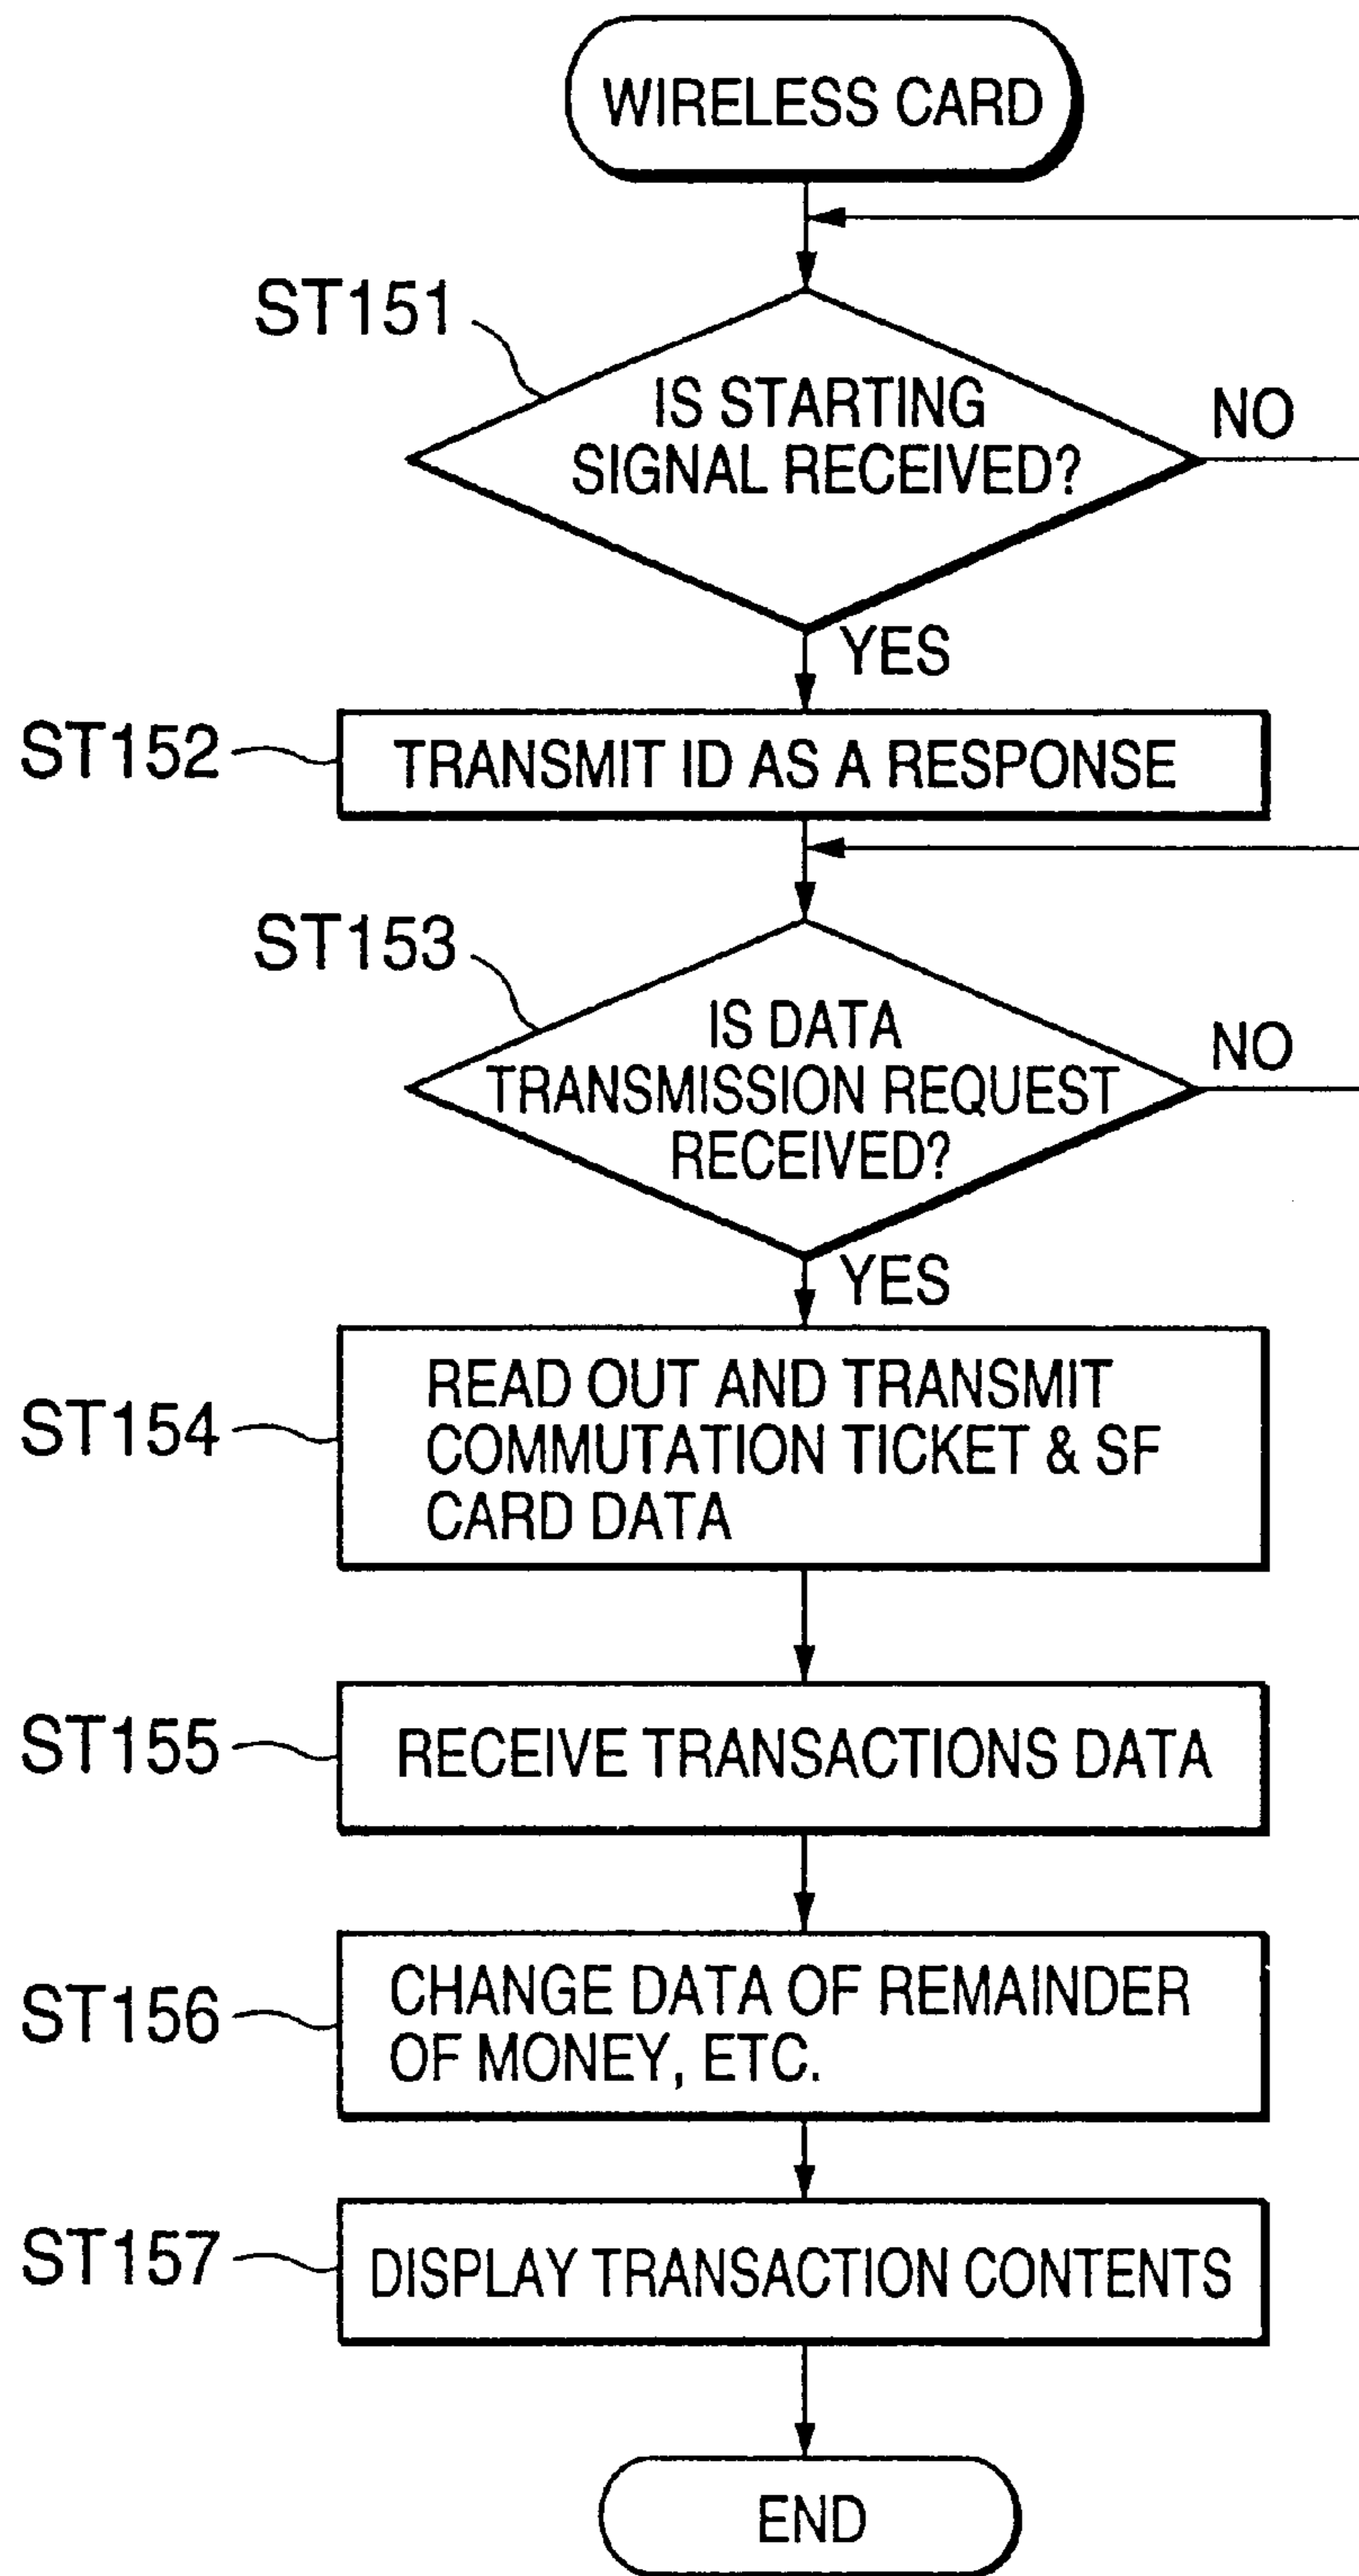 WIRELESS CARD
ST151
IS STARTING
SIGNAL RECEIVED?
NO
YES
ST152
TRANSMIT ID AS A RESPONSE
ST153
IS DATA
TRANSMISSION REQUEST
RECEIVED?
NO
YES
ST154
READ OUT AND TRANSMIT
COMMUTATION TICKET & SF
CARD DATA
ST155
RECEIVE TRANSACTIONS DATA
ST156
CHANGE DATA OF REMAINDER
OF MONEY, ETC.
ST157
DISPLAY TRANSACTION CONTENTS
END